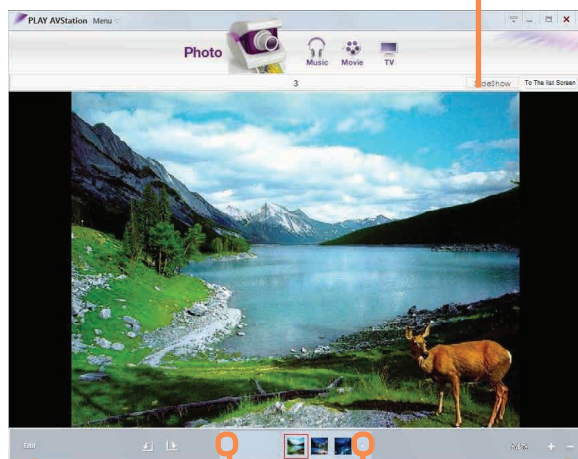 PLAY AVStation Menu
Photo
Music Movie TV
3
SlideShow To The list Screen
Edit